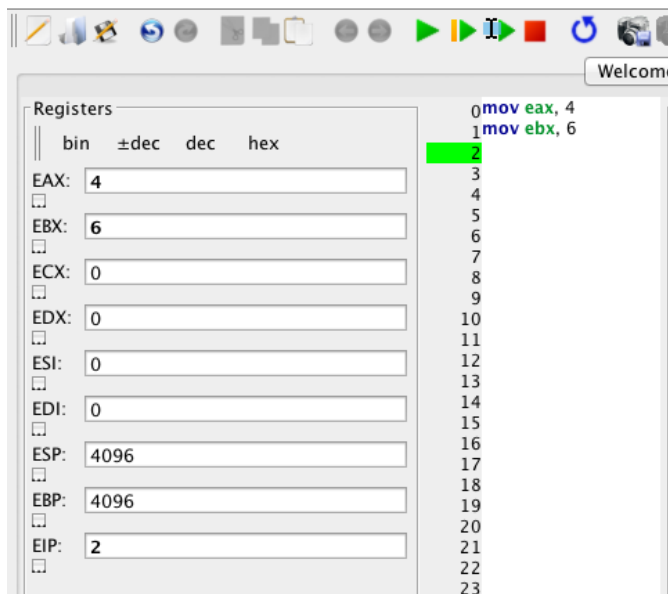 Welcome
Registers
bin ±dec dec hex
EAX: 4
EBX: 6
ECX: 0
EDX: 0
ESI: 0
EDI: 0
ESP: 4096
EBP: 4096
EIP: 2
0 mov eax, 4
1 mov ebx, 6
2
3
4
5
6
7
8
9
10
11
12
13
14
15
16
17
18
19
20
21
22
23